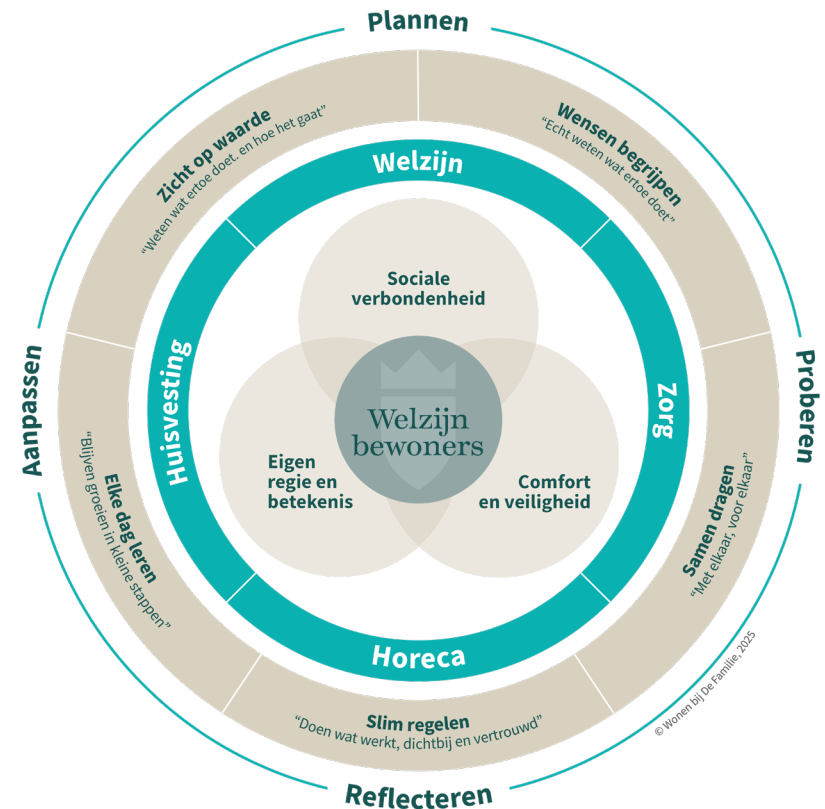 Plannen
Wensen begrijpen
“Echt weten wat ertoe doet”
Zicht op waarde
“Weten wat ertoe doet. en hoe het gaat”
Welzijn
Sociale
verbondenheid
Huisvesting
Zorg
Aanpassen
Proberen
Welzijn
bewoners
Eigen
regie en
betekenis
Comfort
en veiligheid
Elke dag leren
“Blijven groeien in kleine stappen”
Samen dragen
“Met elkaar, voor elkaar”
Horeca
Slim regelen
“Doen wat werkt, dichtbij en vertrouwd”
© Wonen bij De Familie, 2025
Reflecteren